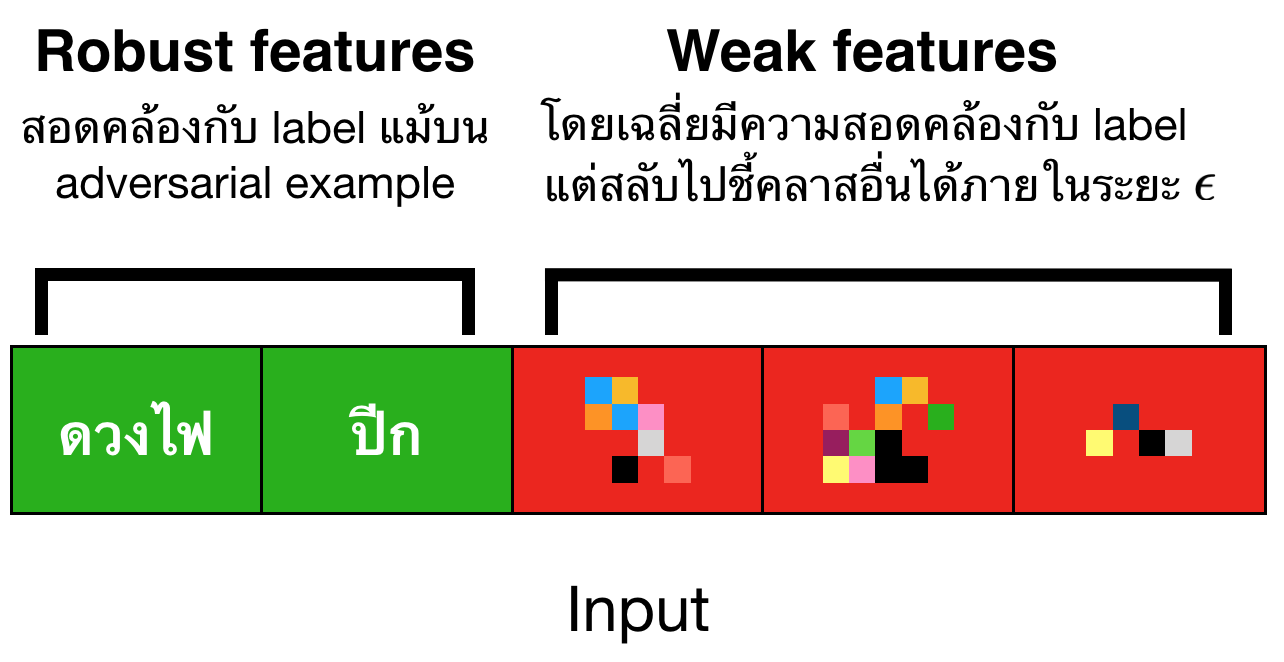 Robust features
สอดคล้องกับ label แม้บน
adversarial example
Weak features
โดยเฉลี่ยมีความสอดคล้องกับ label
แต่สลับไปชี้คลาสอื่นได้ภายในระยะ ϵ
ดวงไฟ
ปีก
Input